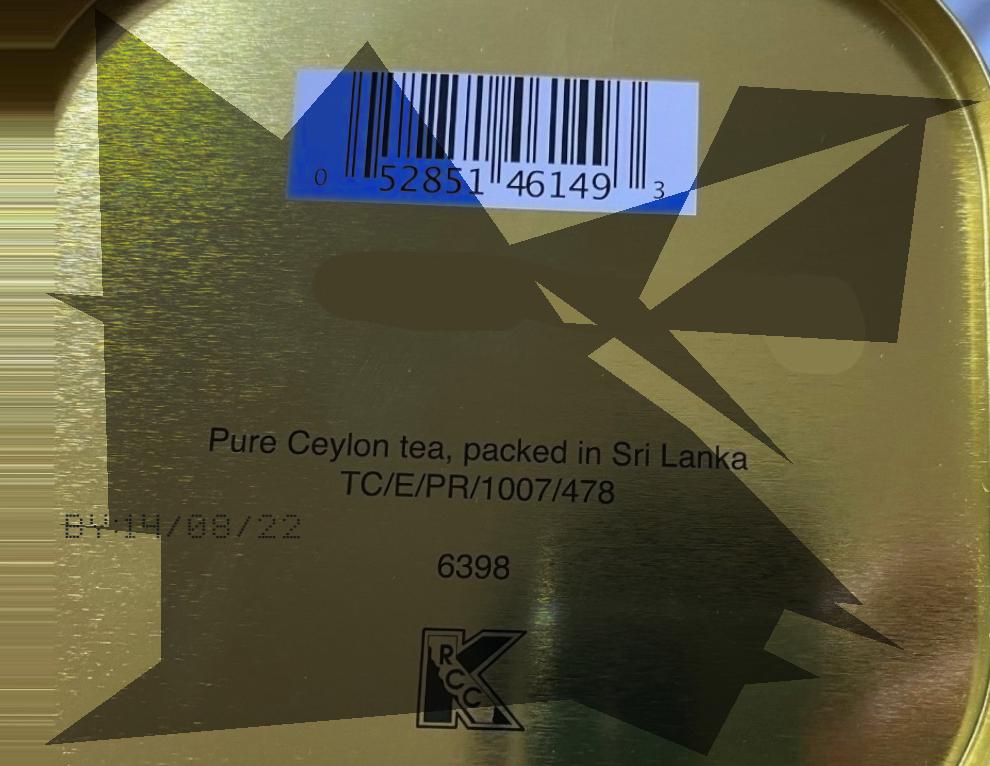 0 52851 46149 3
Pure Ceylon tea, packed in Sri Lanka
TC/E/PR/1007/478
BY:14/08/22
6398
K
RCC